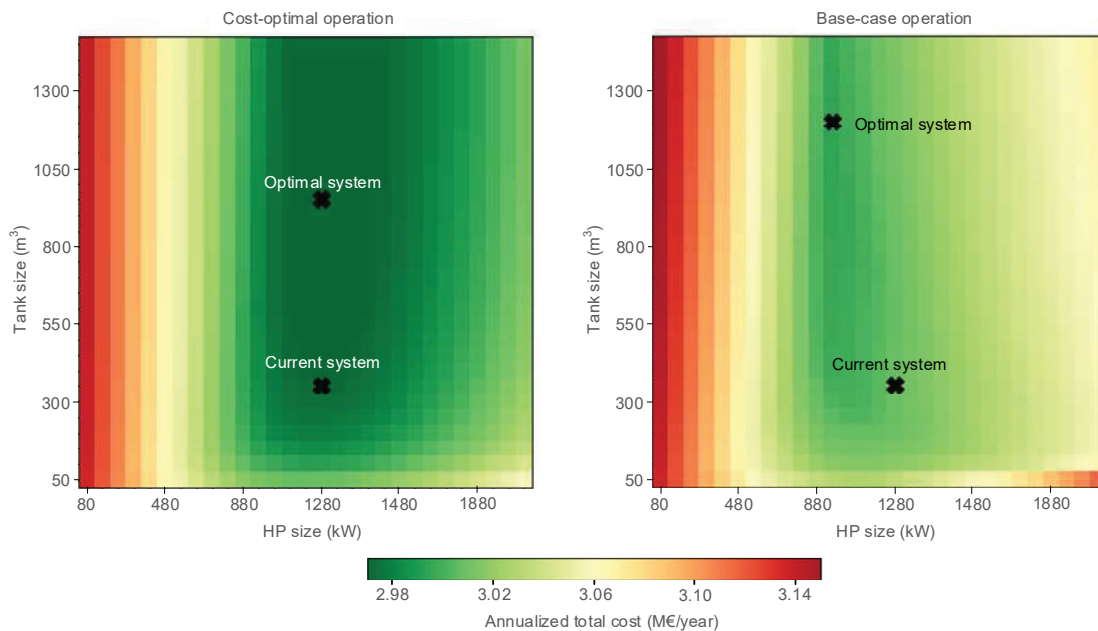 Cost-optimal operation
Base-case operation
Tank size (m³)
1300
1050
800
550
300
50
Optimal system
Current system
80 480 880 1280 1480 1880
HP size (kW)
Tank size (m³)
1300
1050
800
550
300
50
Optimal system
Current system
80 480 880 1280 1480 1880
HP size (kW)
2.98 3.02 3.06 3.10 3.14
Annualized total cost (M€/year)